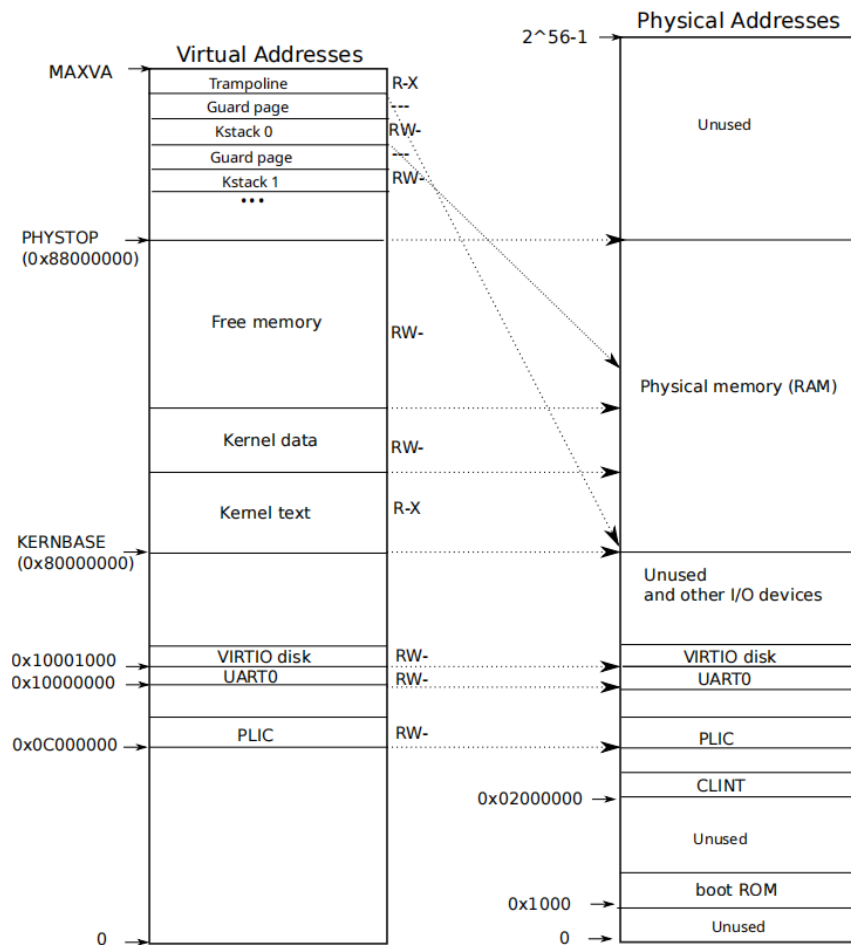 Virtual Addresses
MAXVA
Trampoline
R-X
Guard page
---
Kstack 0
RW-
Guard page
---
Kstack 1
RW-
...
PHYSTOP
(0x88000000)
Free memory
RW-
Kernel data
RW-
Kernel text
R-X
KERNBASE
(0x80000000)
0x10001000
VIRTIO disk
RW-
0x10000000
UART0
RW-
0x0C000000
PLIC
RW-
0
Physical Addresses
2^56-1
Unused
Physical memory (RAM)
Unused
and other I/O devices
VIRTIO disk
UART0
PLIC
CLINT
0x02000000
Unused
boot ROM
0x1000
Unused
0